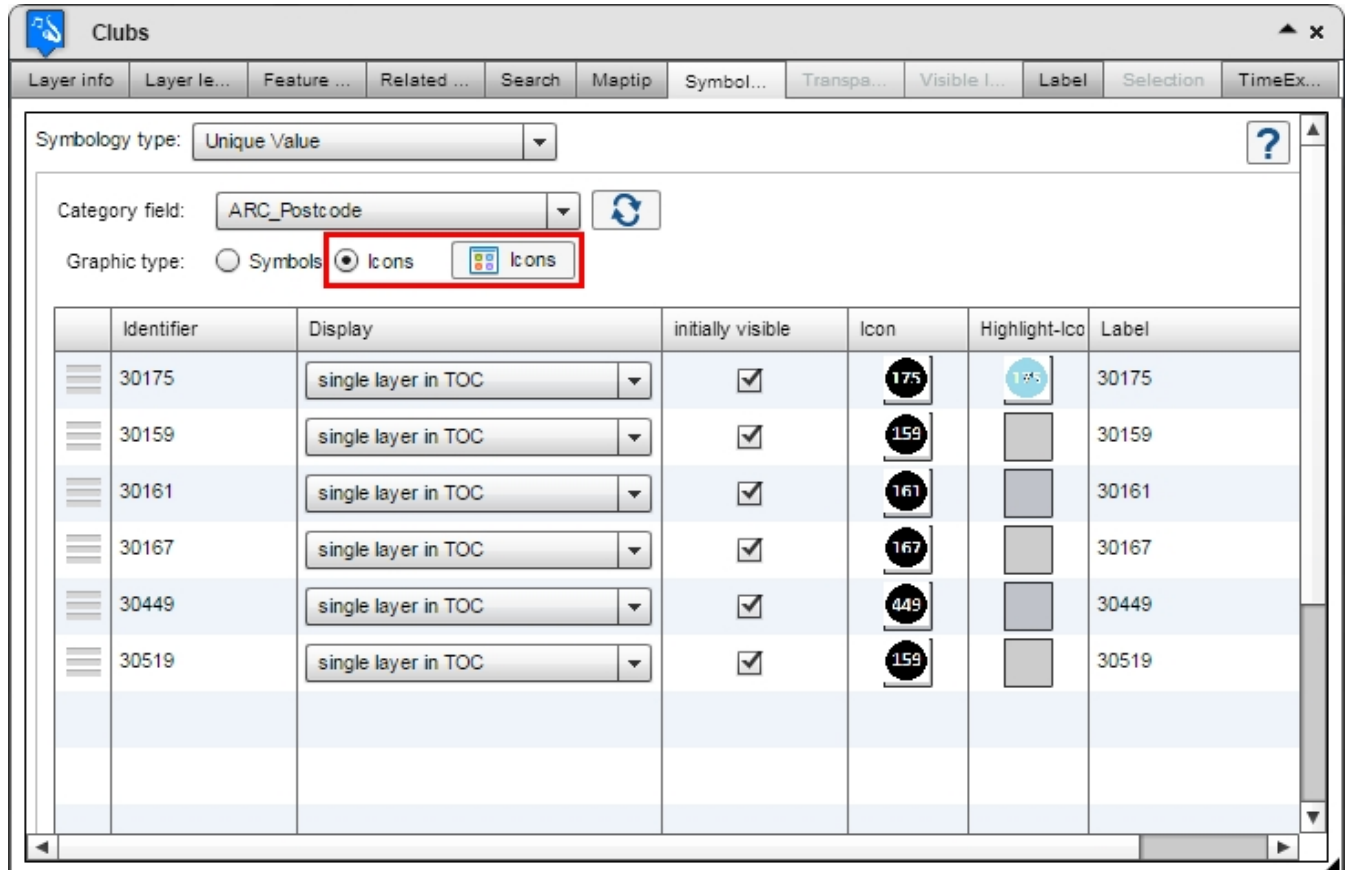 Clubs
Layer info Layer le... Feature ... Related ... Search Maptip Symbol... Transpa... Visible l... Label Selection TimeEx...
Symbology type: Unique Value ?
Category field: ARC_Postcode
Graphic type: Symbols Icons Icons
Identifier Display initially visible Icon Highlight-Ico Label
30175 single layer in TOC 175 175 30175
30159 single layer in TOC 159 30159
30161 single layer in TOC 161 30161
30167 single layer in TOC 167 30167
30449 single layer in TOC 449 30449
30519 single layer in TOC 159 30519